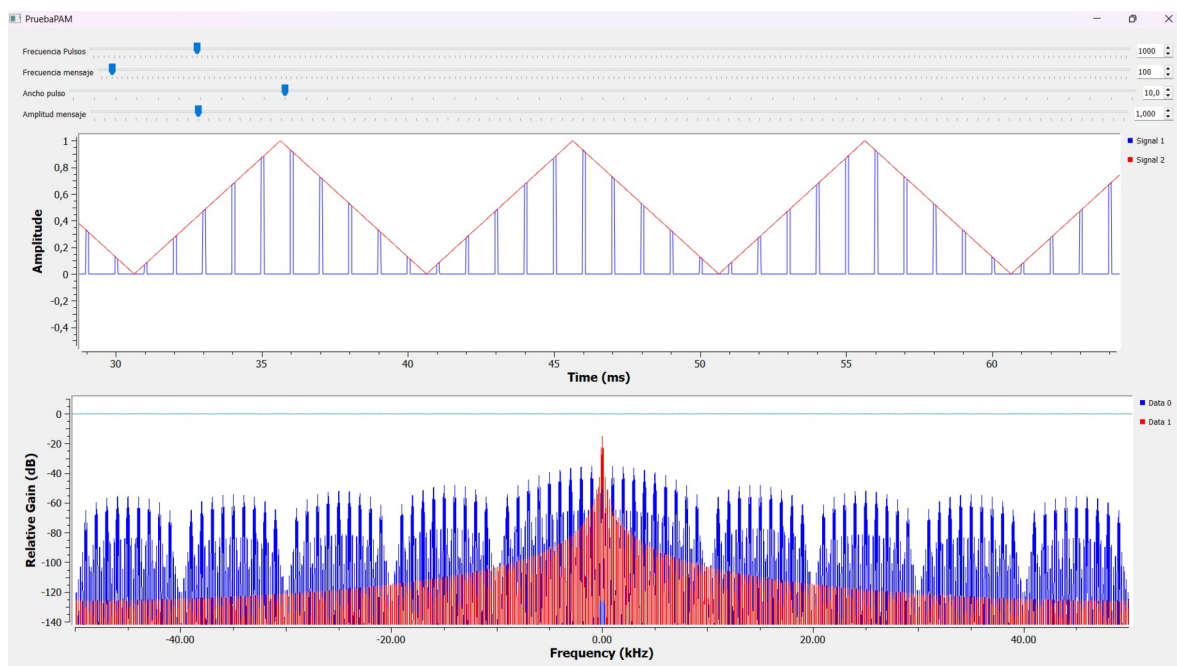 PruebaPAM
Frecuencia Pulsos 1000
Frecuencia mensaje 100
Ancho pulso 10,0
Amplitud mensaje 1,000
Amplitude
1
0,8
0,6
0,4
0,2
0
-0,2
-0,4
30 35 40 45 50 55 60
Time (ms)
Signal 1
Signal 2
Relative Gain (dB)
0
-20
-40
-60
-80
-100
-120
-140
-40.00 -20.00 0.00 20.00 40.00
Frequency (kHz)
Data 0
Data 1